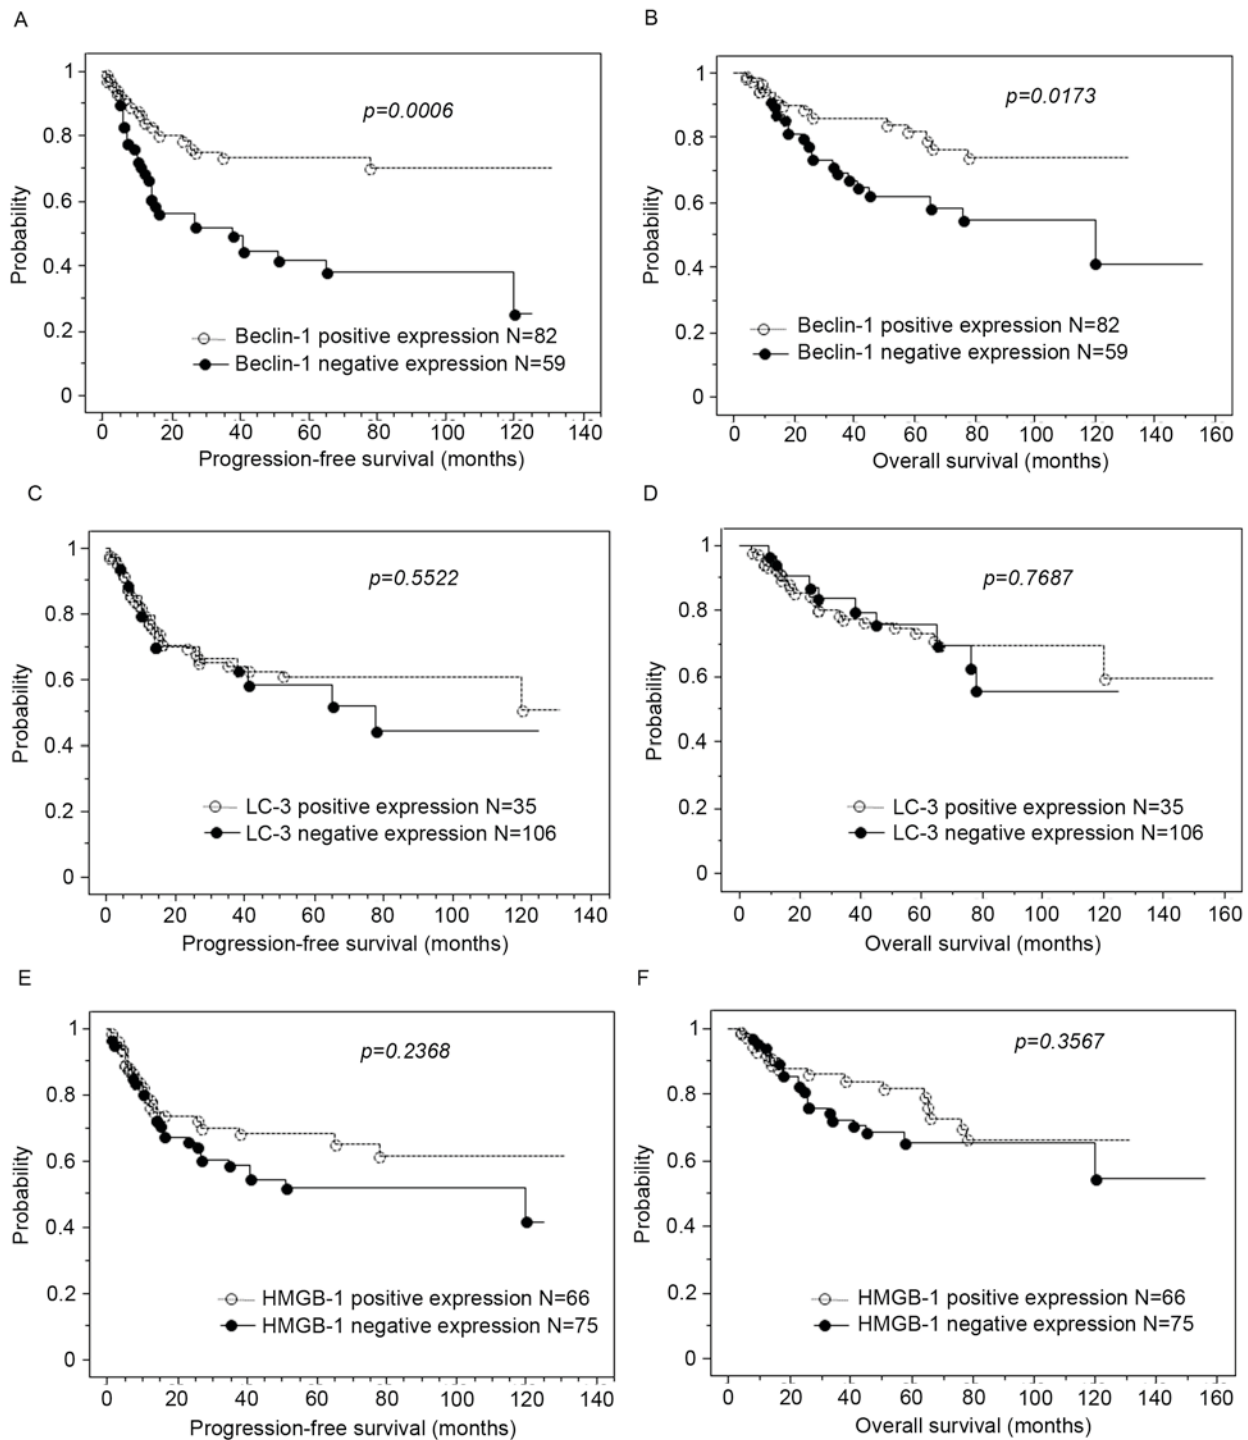 A
1
0.8
0.6
0.4
0.2
0
Probability
p=0.0006
Beclin-1 positive expression N=82
Beclin-1 negative expression N=59
0 20 40 60 80 100 120 140
Progression-free survival (months)
B
1
0.8
0.6
0.4
0.2
0
Probability
p=0.0173
Beclin-1 positive expression N=82
Beclin-1 negative expression N=59
0 20 40 60 80 100 120 140 160
Overall survival (months)
C
1
0.8
0.6
0.4
0.2
0
Probability
p=0.5522
LC-3 positive expression N=35
LC-3 negative expression N=106
0 20 40 60 80 100 120 140
Progression-free survival (months)
D
1
0.8
0.6
0.4
0.2
0
Probability
p=0.7687
LC-3 positive expression N=35
LC-3 negative expression N=106
0 20 40 60 80 100 120 140 160
Overall survival (months)
E
1
0.8
0.6
0.4
0.2
0
Probability
p=0.2368
HMGB-1 positive expression N=66
HMGB-1 negative expression N=75
0 20 40 60 80 100 120 140
Progression-free survival (months)
F
1
0.8
0.6
0.4
0.2
0
Probability
p=0.3567
HMGB-1 positive expression N=66
HMGB-1 negative expression N=75
0 20 40 60 80 100 120 140 160
Overall survival (months)